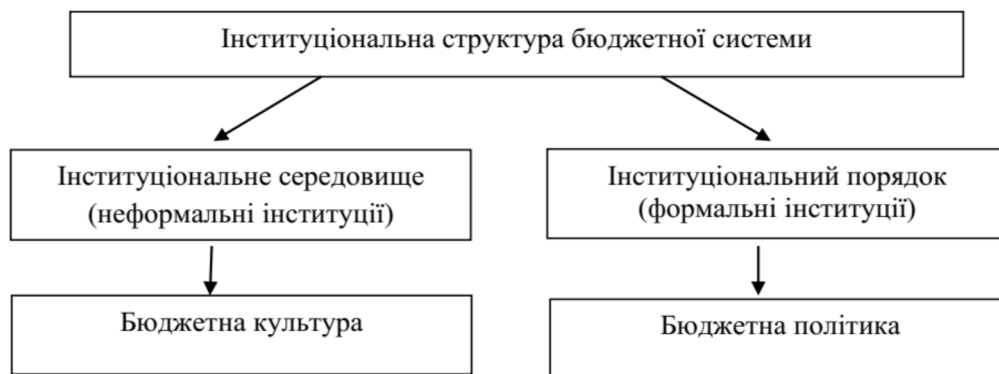 Інституціональна структура бюджетної системи
Інституціональне середовище
(неформальні інституції)
Інституціональний порядок
(формальні інституції)
Бюджетна культура
Бюджетна політика